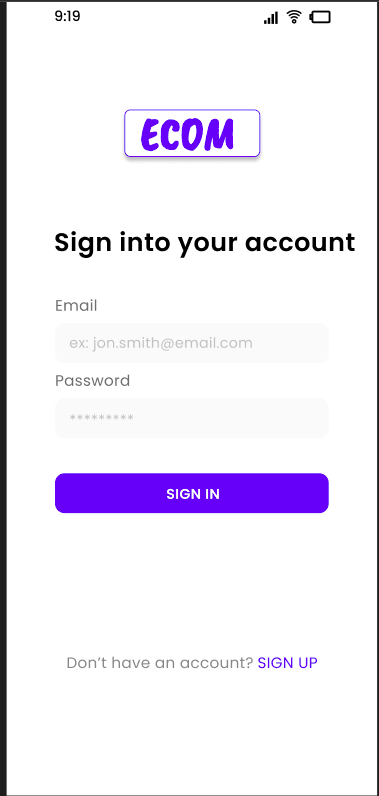 9:19
ECOM
Sign into your account
Email
ex: jon.smith@email.com
Password
*********
SIGN IN
Don’t have an account? SIGN UP